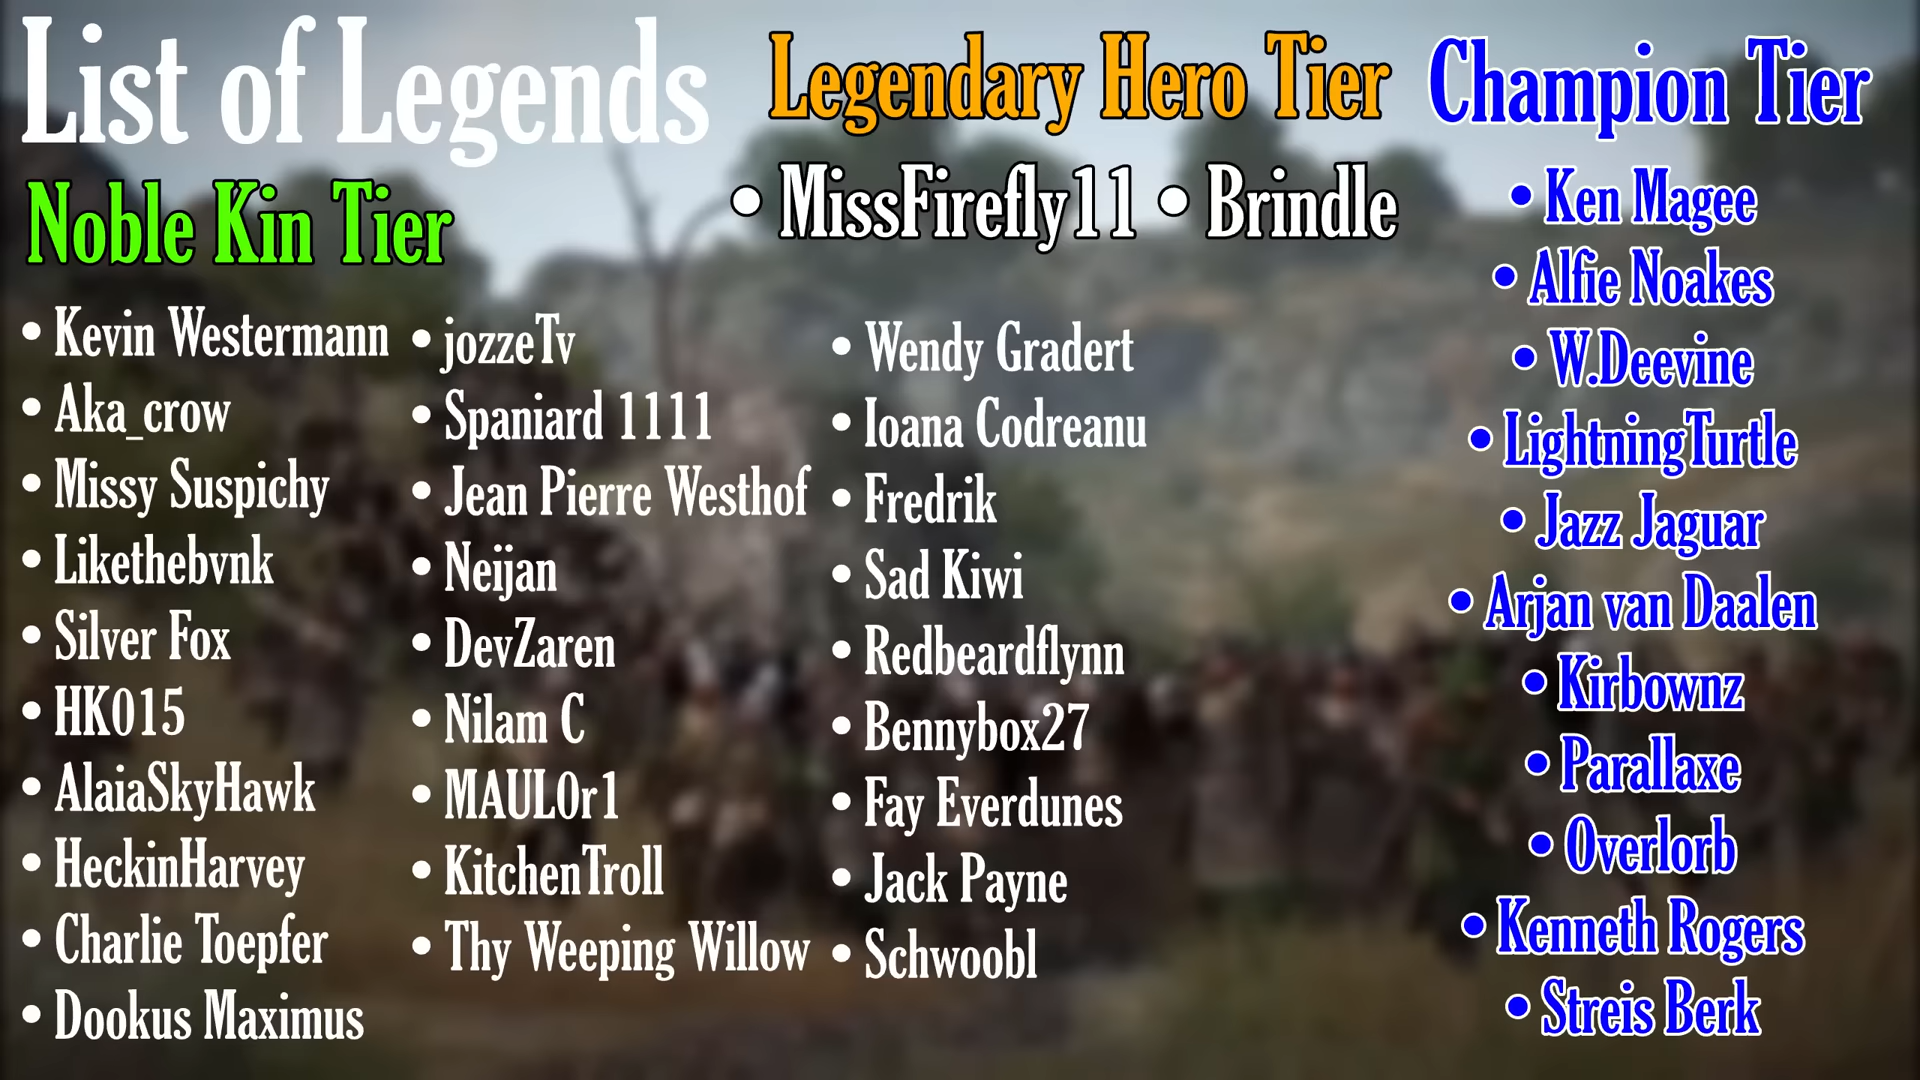 List of Legends
Noble Kin Tier
• Kevin Westermann
• Aka_crow
• Missy Suspichy
• Likethebvnk
• Silver Fox
• HK015
• AlaiaSkyHawk
• HeckinHarvey
• Charlie Toepfer
• Dookus Maximus
• jozzeTv
• Spaniard 1111
• Jean Pierre Westhof
• Neijan
• DevZaren
• Nilam C
• MAUL0r1
• KitchenTroll
• Thy Weeping Willow
• Wendy Gradert
• Ioana Codreanu
• Fredrik
• Sad Kiwi
• Redbeardflynn
• Bennybox27
• Fay Everdunes
• Jack Payne
• Schwoobl
Legendary Hero Tier
• MissFirefly11 • Brindle
Champion Tier
• Ken Magee
• Alfie Noakes
• W.Deevine
• LightningTurtle
• Jazz Jaguar
• Arjan van Daalen
• Kirbownz
• Parallaxe
• Overlorb
• Kenneth Rogers
• Streis Berk